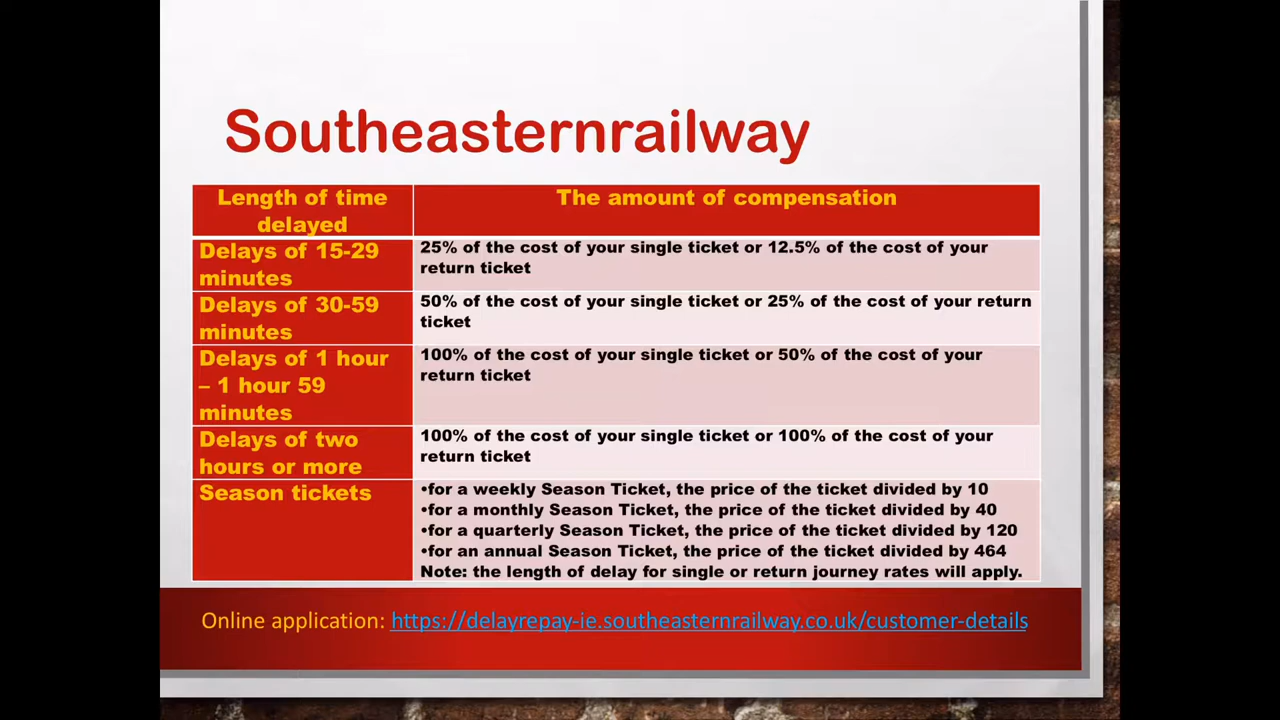 Southeasternrailway
Length of time
delayed
The amount of compensation
Delays of 15-29
minutes
25% of the cost of your single ticket or 12.5% of the cost of your
return ticket
Delays of 30-59
minutes
50% of the cost of your single ticket or 25% of the cost of your return
ticket
Delays of 1 hour
– 1 hour 59
minutes
100% of the cost of your single ticket or 50% of the cost of your
return ticket
Delays of two
hours or more
100% of the cost of your single ticket or 100% of the cost of your
return ticket
Season tickets
•for a weekly Season Ticket, the price of the ticket divided by 10
•for a monthly Season Ticket, the price of the ticket divided by 40
•for a quarterly Season Ticket, the price of the ticket divided by 120
•for an annual Season Ticket, the price of the ticket divided by 464
Note: the length of delay for single or return journey rates will apply.
Online application: https://delayrepay-ie.southeasternrailway.co.uk/customer-details